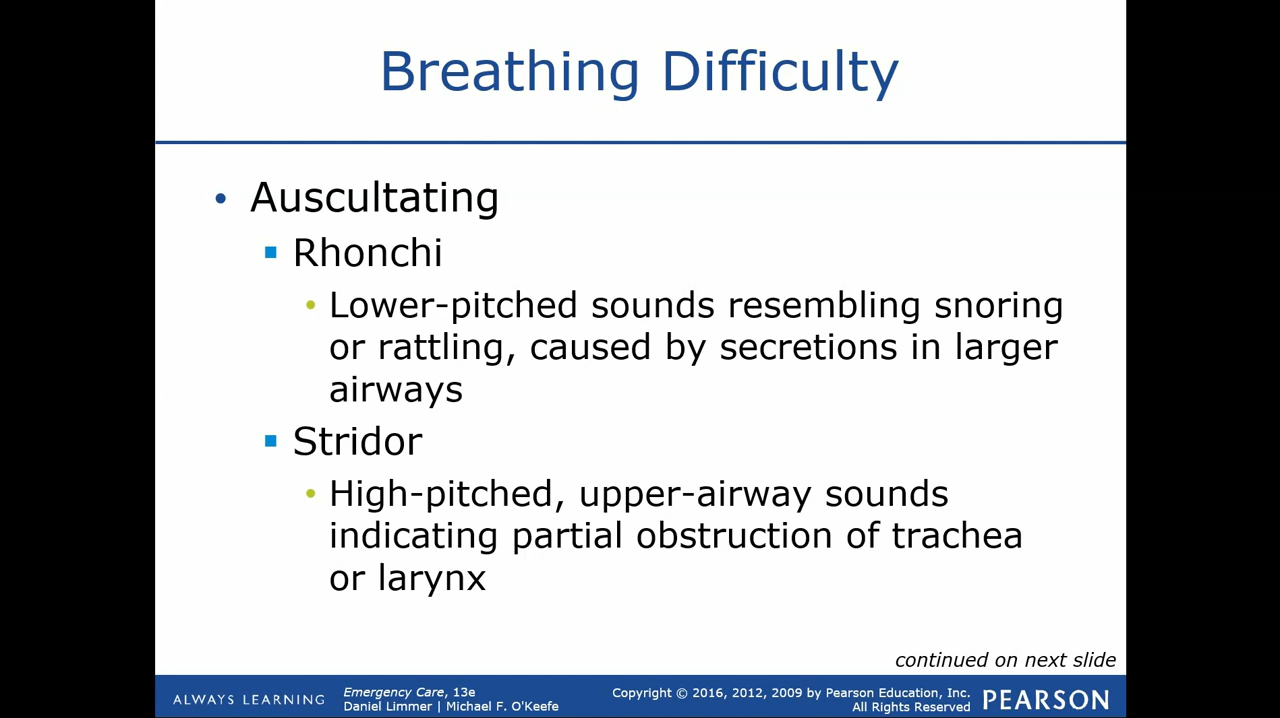 Breathing Difficulty
• Auscultating
▪ Rhonchi
• Lower-pitched sounds resembling snoring
or rattling, caused by secretions in larger
airways
▪ Stridor
• High-pitched, upper-airway sounds
indicating partial obstruction of trachea
or larynx
continued on next slide
ALWAYS LEARNING
Emergency Care, 13e
Daniel Limmer | Michael F. O'Keefe
Copyright © 2016, 2012, 2009 by Pearson Education, Inc.
All Rights Reserved
PEARSON